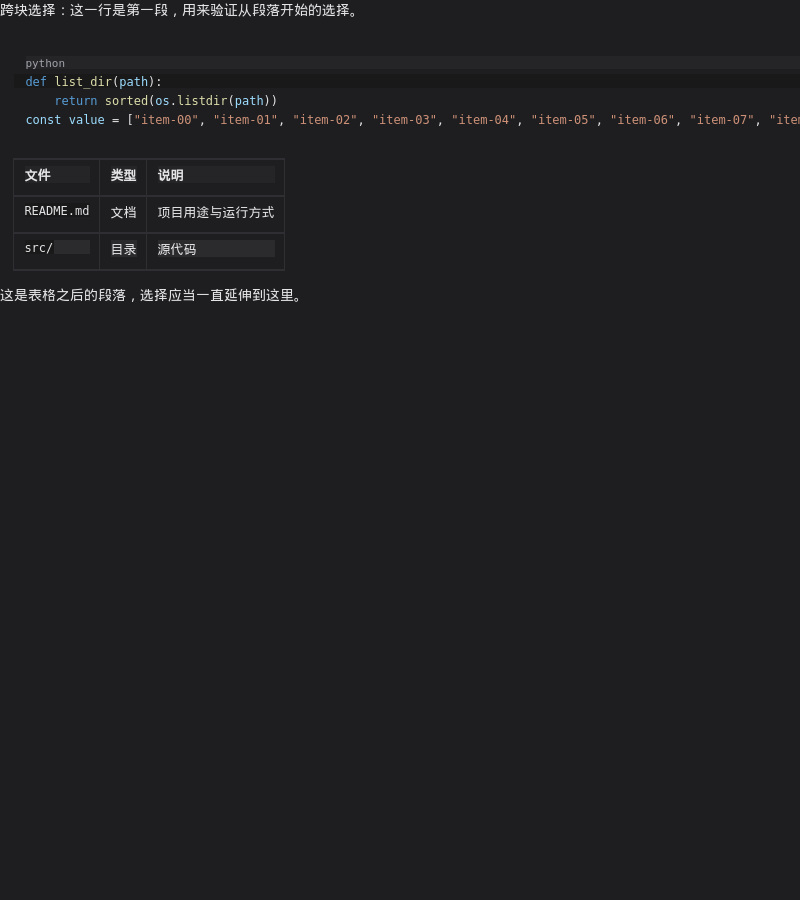 跨块选择：这一行是第一段，用来验证从段落开始的选择。
python
def list_dir(path):
    return sorted(os.listdir(path))
const value = ["item-00", "item-01", "item-02", "item-03", "item-04", "item-05", "item-06", "item-07", "item
文件 类型 说明
README.md 文档 项目用途与运行方式
src/ 目录 源代码
这是表格之后的段落，选择应当一直延伸到这里。